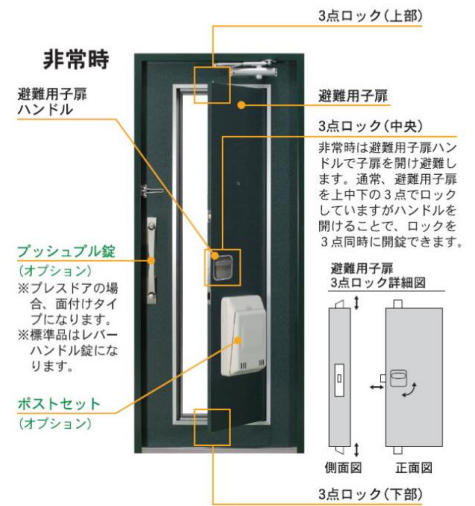 3点ロック(上部)
非常時
避難用子扉
ハンドル
避難用子扉
3点ロック(中央)
非常時は避難用子扉ハン
ドルで子扉を開け避難し
ます。通常、避難用子扉
を上中下の3点でロック
していますがハンドルを
開けることで、ロックを
3点同時に開錠できます。
プッシュプル錠
(オプション)
※プレスドアの場
合、面付けタイ
プになります。
※標準品はレバー
ハンドル錠にな
ります。
ポストセット
(オプション)
避難用子扉
3点ロック詳細図
側面図
正面図
3点ロック(下部)